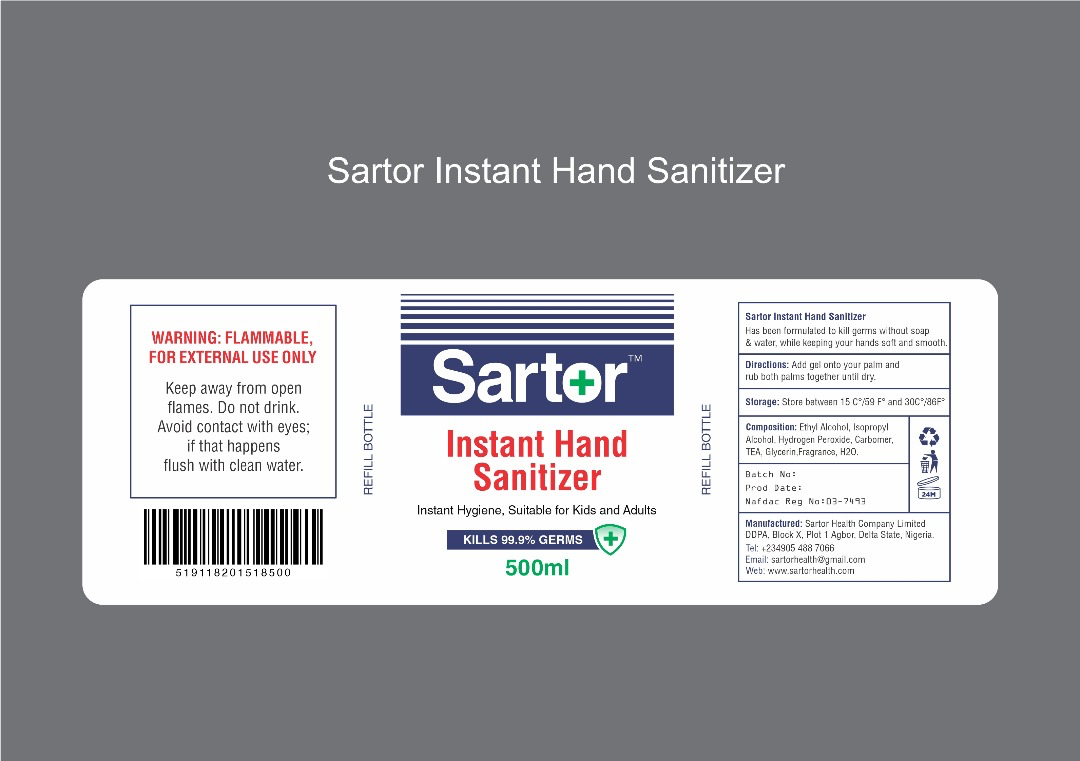 Sartor Instant Hand Sanitizer
WARNING: FLAMMABLE,
FOR EXTERNAL USE ONLY
Keep away from open
flames. Do not drink.
Avoid contact with eyes;
if that happens
flush with clean water.
519118201518500
REFILL BOTTLE
Sartor™
Instant Hand
Sanitizer
Instant Hygiene, Suitable for Kids and Adults
KILLS 99.9% GERMS
500ml
REFILL BOTTLE
Sartor Instant Hand Sanitizer
Has been formulated to kill germs without soap
& water, while keeping your hands soft and smooth.
Directions: Add gel onto your palm and
rub both palms together until dry.
Storage: Store between 15 C°/59 F° and 30C°/86F°
Composition: Ethyl Alcohol, Isopropyl
Alcohol, Hydrogen Peroxide, Carbomer,
TEA, Glycerin,Fragrance, H2O.
24M
Batch No:
Prod Date:
Nafdac Reg No:03-7493
Manufactured: Sartor Health Company Limited
DDPA, Block X, Plot 1 Agbor, Delta State, Nigeria.
Tel: +234905 488 7066
Email: sartorhealth@gmail.com
Web: www.sartorhealth.com